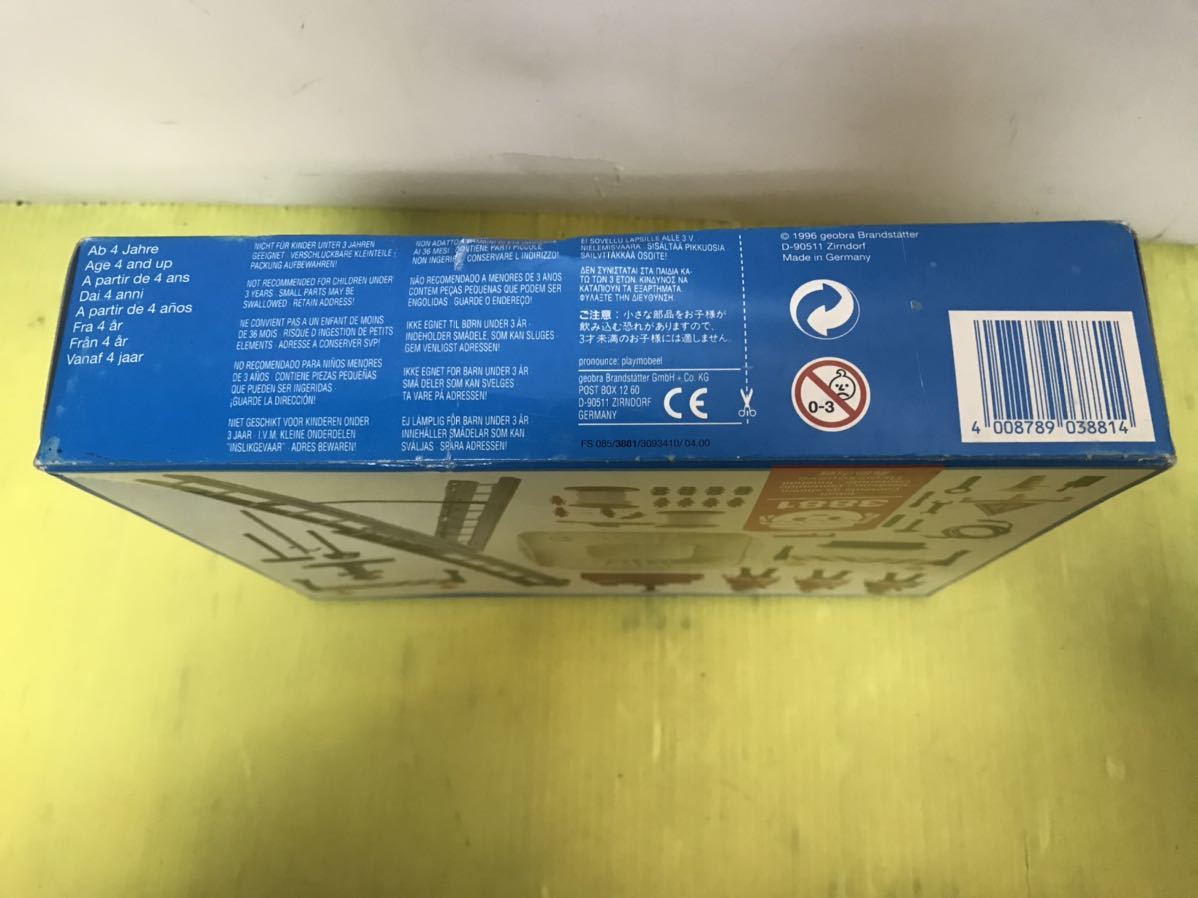 Ab 4 Jahre
Age 4 and up
A partir de 4 ans
Dai 4 anni
A partir de 4 años
Fra 4 år
Från 4 år
Vanaf 4 jaar
NICHT FÜR KINDER UNTER 3 JAHREN
GEEIGNET · VERSCHLUCKBARE KLEINTEILE ·
PACKUNG AUFBEWAHREN!
NOT RECOMMENDED FOR CHILDREN UNDER
3 YEARS · SMALL PARTS MAY BE
SWALLOWED · RETAIN ADDRESS!
NE CONVIENT PAS A UN ENFANT DE MOINS
DE 36 MOIS · RISQUE D'INGESTION DE PETITS
ELEMENTS · ADRESSE A CONSERVER SVP!
NO RECOMENDADO PARA NIÑOS MENORES
DE 3 AÑOS · CONTIENE PIEZAS PEQUEÑAS
QUE PUEDEN SER INGERIDAS
¡GUARDE LA DIRECCIÓN!
NIET GESCHIKT VOOR KINDEREN ONDER
3 JAAR · I.V.M. KLEINE ONDERDELEN
"INSLIKGEVAAR" · ADRES BEWAREN!
NON ADATTO
AI 36 MESI CONTIENE PARTI PICCOLE
NON INGERIR CONSERVARE L'INDIRIZZO!
NÃO RECOMENDADO A MENORES DE 3 ANOS
CONTEM PEÇAS PEQUENAS QUE PODEM SER
ENGOLIDAS · GUARDE O ENDEREÇO!
IKKE EGNET TIL BØRN UNDER 3 ÅR ·
INDEHOLDER SMÅDELE, SOM KAN SLUGES ·
GEM VENLIGST ADRESSEN!
IKKE EGNET FOR BARN UNDER 3 ÅR
SMÅ DELER SOM KAN SVELGES
TA VARE PÅ ADRESSEN!
EJ LÄMPLIG FÖR BARN UNDER 3 ÅR
INNEHÅLLER SMÅDELAR SOM KAN
SVÄLJAS · SPARA ADRESSEN!
EI SOVELLU LAPSILLE ALLE 3 V.
NIELEMISVAARA · SISÄLTÄÄ PIKKUOSIA
SÄILYTTÄKKÄÄ OSOITE!
ΔΕΝ ΣΥΝΙΣΤΑΤΑΙ ΣΤΑ ΠΑΙΔΙΑ ΚΑ-
ΤΩ ΤΩΝ 3 ΕΤΩΝ. ΚΙΝΔΥΝΟΣ ΝΑ
ΚΑΤΑΠΙΟΥΝ ΤΑ ΕΞΑΡΤΗΜΑΤΑ.
ΦΥΛΑΞΤΕ ΤΗΝ ΔΙΕΥΘΥΝΣΗ.
ご注意：小さな部品をお子様が
飲み込む恐れがありますので、
3才未満のお子様には適しません。
pronounce: playmobeel
geobra Brandstätter GmbH + Co. KG
POST BOX 12 60
D-90511 ZIRNDORF
GERMANY
CE
FS 085/3881/3093410/04.00
© 1996 geobra Brandstätter
D-90511 Zirndorf
Made in Germany
0-3
4 008789 038814
3881